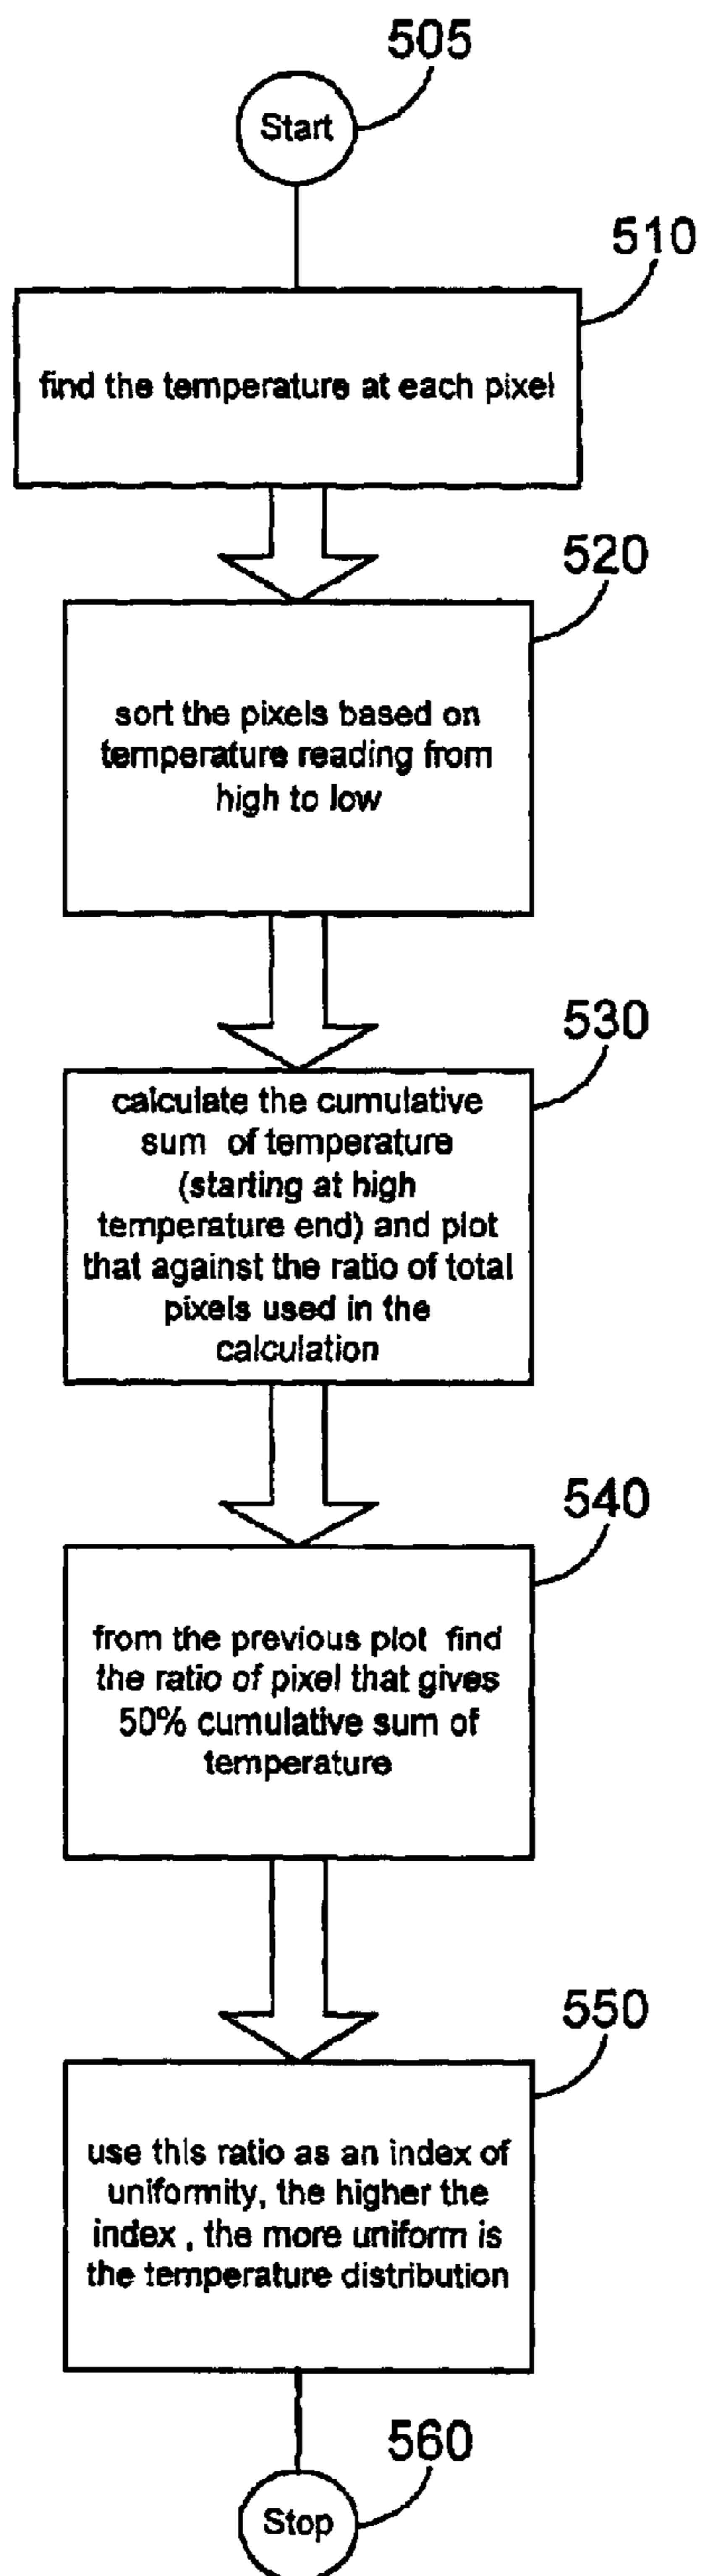 505
Start
510
find the temperature at each pixel
520
sort the pixels based on
temperature reading from
high to low
530
calculate the cumulative
sum of temperature
(starting at high
temperature end) and plot
that against the ratio of total
pixels used in the
calculation
540
from the previous plot find
the ratio of pixel that gives
50% cumulative sum of
temperature
550
use this ratio as an index of
uniformity, the higher the
index , the more uniform is
the temperature distribution
560
Stop